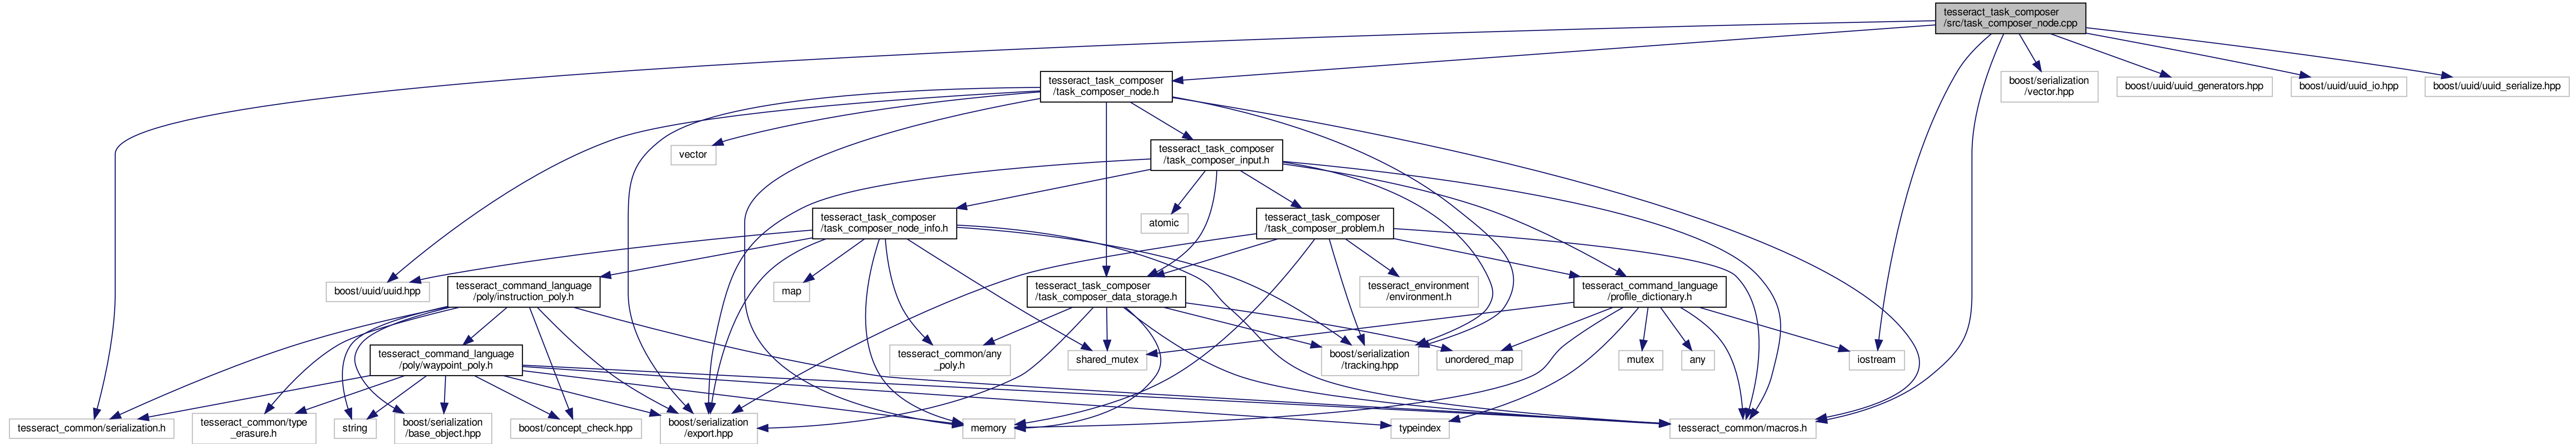 tesseract_task_composer
/src/task_composer_node.cpp
tesseract_task_composer
/task_composer_node.h
boost/serialization
/vector.hpp
boost/uuid/uuid_generators.hpp
boost/uuid/uuid_io.hpp
boost/uuid/uuid_serialize.hpp
vector
tesseract_task_composer
/task_composer_input.h
tesseract_task_composer
/task_composer_node_info.h
atomic
tesseract_task_composer
/task_composer_problem.h
boost/uuid/uuid.hpp
tesseract_command_language
/poly/instruction_poly.h
map
tesseract_task_composer
/task_composer_data_storage.h
tesseract_environment
/environment.h
tesseract_command_language
/profile_dictionary.h
tesseract_command_language
/poly/waypoint_poly.h
tesseract_common/any
_poly.h
shared_mutex
boost/serialization
/tracking.hpp
unordered_map
mutex
any
iostream
tesseract_common/serialization.h
tesseract_common/type
_erasure.h
string
boost/serialization
/base_object.hpp
boost/concept_check.hpp
boost/serialization
/export.hpp
memory
typeindex
tesseract_common/macros.h